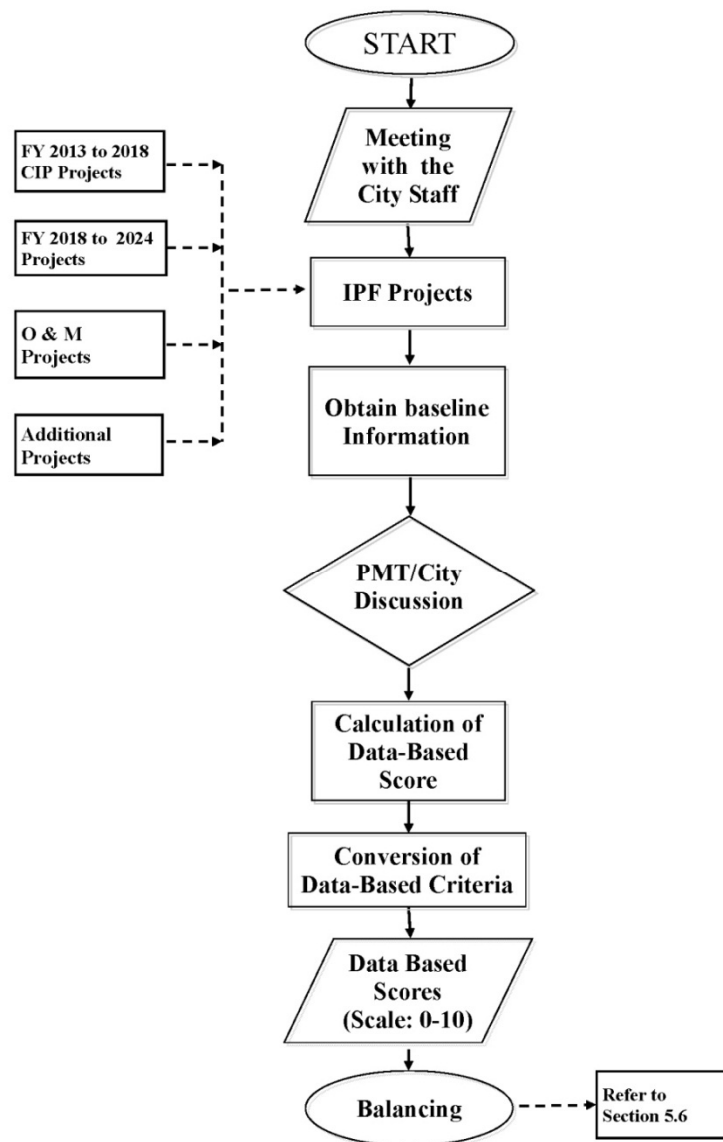 START
Meeting
with the
City Staff
FY 2013 to 2018
CIP Projects
FY 2018 to 2024
Projects
O & M
Projects
Additional
Projects
IPF Projects
Obtain baseline
Information
PMT/City
Discussion
Calculation of
Data-Based
Score
Conversion of
Data-Based Criteria
Data Based
Scores
(Scale: 0-10)
Balancing
Refer to
Section 5.6